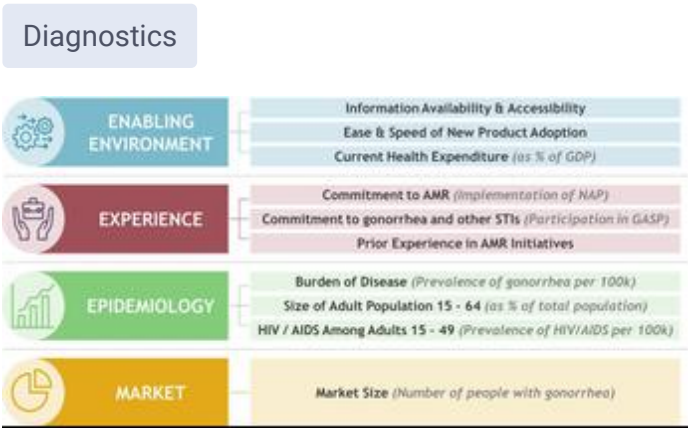 Diagnostics
ENABLING
ENVIRONMENT
Information Availability & Accessibility
Ease & Speed of New Product Adoption
Current Health Expenditure (as % of GDP)
EXPERIENCE
Commitment to AMR (Implementation of NAP)
Commitment to gonorrhea and other STIs (Participation in GASP)
Prior Experience in AMR Initiatives
EPIDEMIOLOGY
Burden of Disease (Prevalence of gonorrhea per 100k)
Size of Adult Population 15 - 64 (as % of total population)
HIV / AIDS Among Adults 15 - 49 (Prevalence of HIV/AIDS per 100k)
MARKET
Market Size (Number of people with gonorrhea)